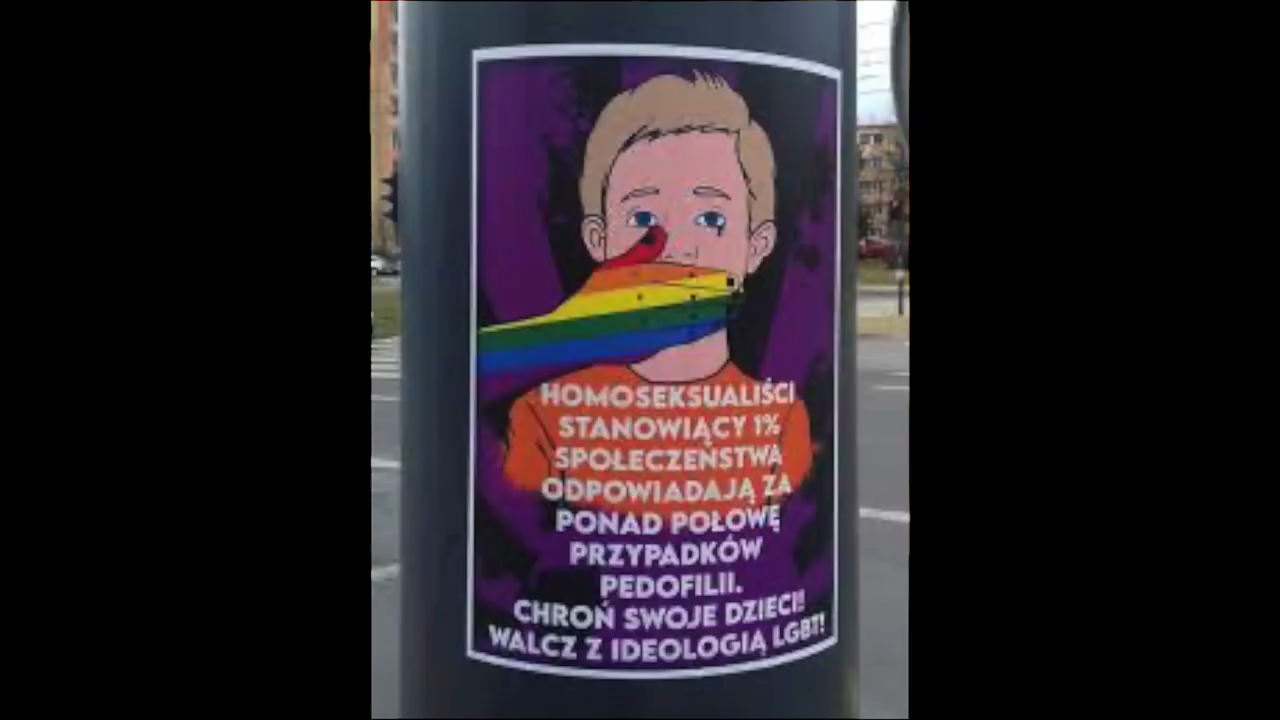 HOMOSEKSUALIŚCI
STANOWIĄCY 1%
SPOŁECZEŃSTWA
ODPOWIADAJĄ ZA
PONAD POŁOWĘ
PRZYPADKÓW
PEDOFILII.
CHROŃ SWOJE DZIECI!
WALCZ Z IDEOLOGIĄ LGBT!